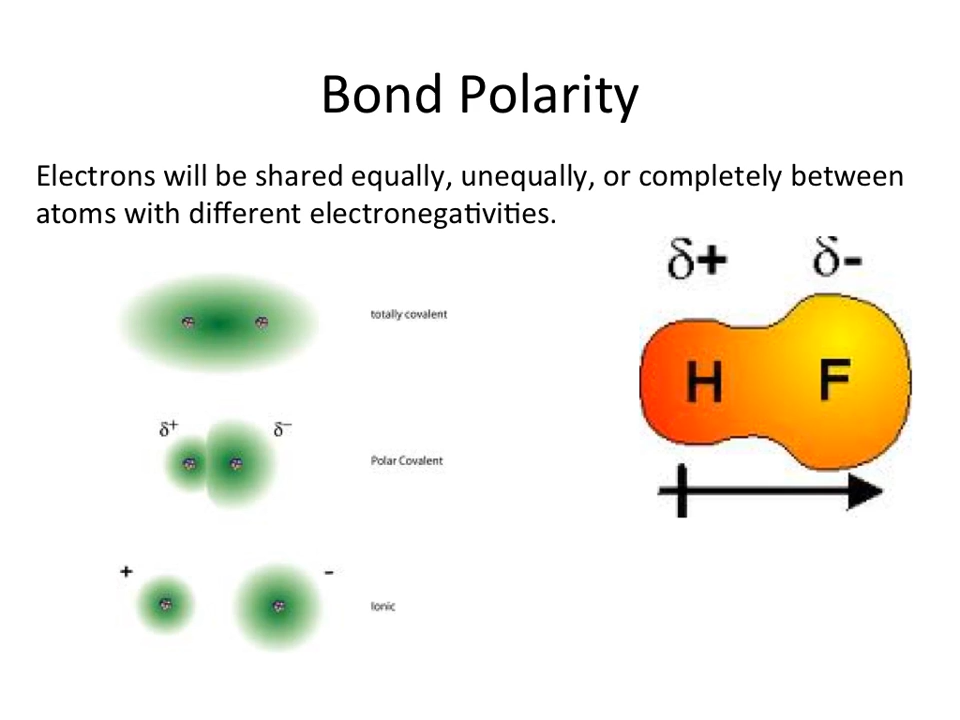 Bond Polarity
Electrons will be shared equally, unequally, or completely between
atoms with different electronegativities.
δ+ δ-
totally covalent
H F
δ+ δ−
Polar Covalent
+ -
Ionic